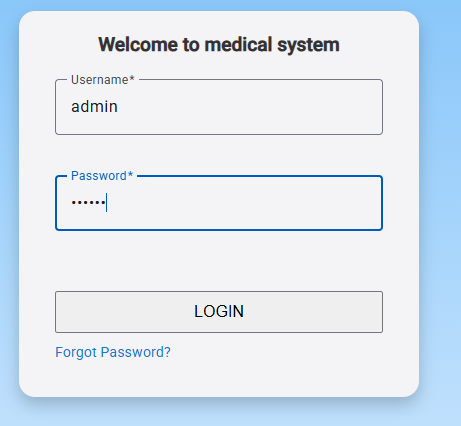 Welcome to medical system
Username*
admin
Password*
••••••
LOGIN
Forgot Password?